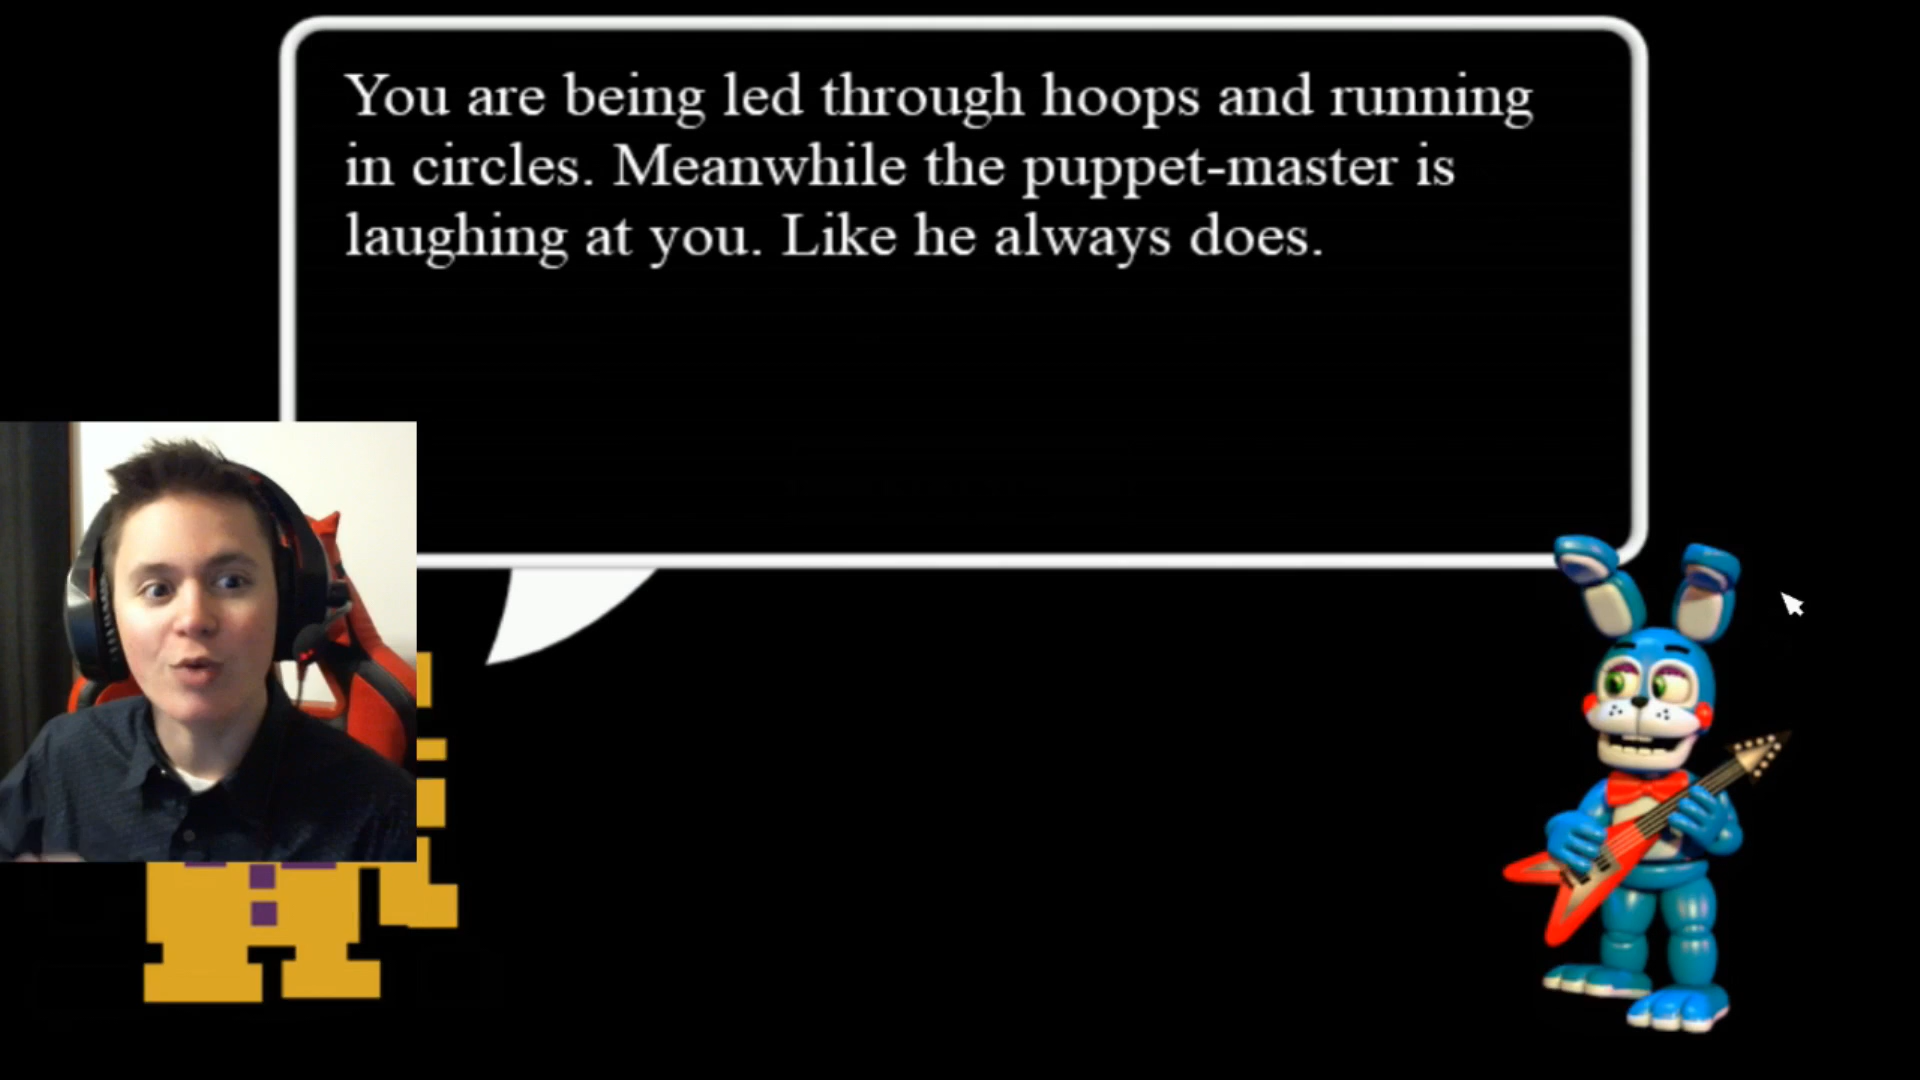 You are being led through hoops and running
in circles. Meanwhile the puppet-master is
laughing at you. Like he always does.